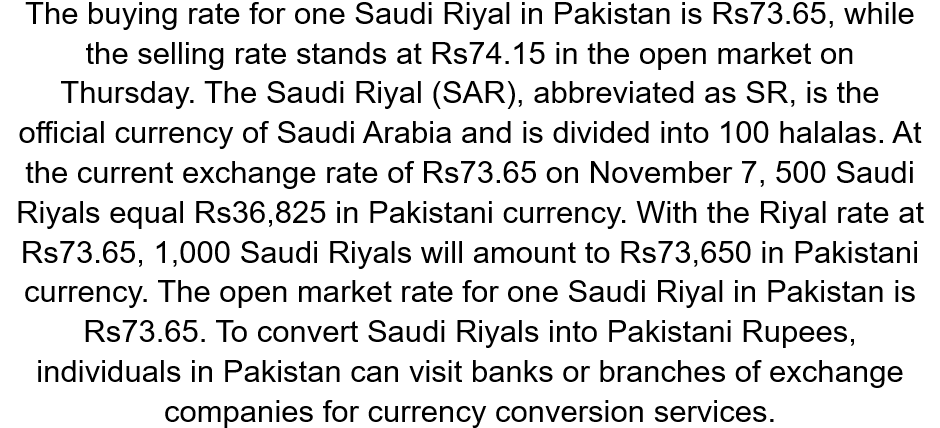 The buying rate for one Saudi Riyal in Pakistan is Rs73.65, while
the selling rate stands at Rs74.15 in the open market on
Thursday. The Saudi Riyal (SAR), abbreviated as SR, is the
official currency of Saudi Arabia and is divided into 100 halalas. At
the current exchange rate of Rs73.65 on November 7, 500 Saudi
Riyals equal Rs36,825 in Pakistani currency. With the Riyal rate at
Rs73.65, 1,000 Saudi Riyals will amount to Rs73,650 in Pakistani
currency. The open market rate for one Saudi Riyal in Pakistan is
Rs73.65. To convert Saudi Riyals into Pakistani Rupees,
individuals in Pakistan can visit banks or branches of exchange
companies for currency conversion services.